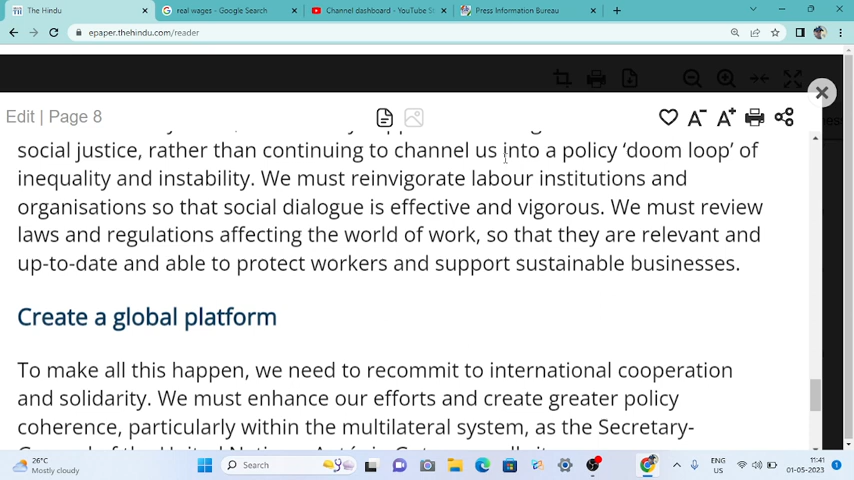 The Hindu
real wages - Google Search
Channel dashboard - YouTube St
Press Information Bureau
epaper.thehindu.com/reader
Edit | Page 8
A- A+
social justice, rather than continuing to channel us into a policy ‘doom loop’ of
inequality and instability. We must reinvigorate labour institutions and
organisations so that social dialogue is effective and vigorous. We must review
laws and regulations affecting the world of work, so that they are relevant and
up-to-date and able to protect workers and support sustainable businesses.
Create a global platform
To make all this happen, we need to recommit to international cooperation
and solidarity. We must enhance our efforts and create greater policy
coherence, particularly within the multilateral system, as the Secretary-
26°C
Mostly cloudy
Search
ENG
US
11:41
01-05-2023